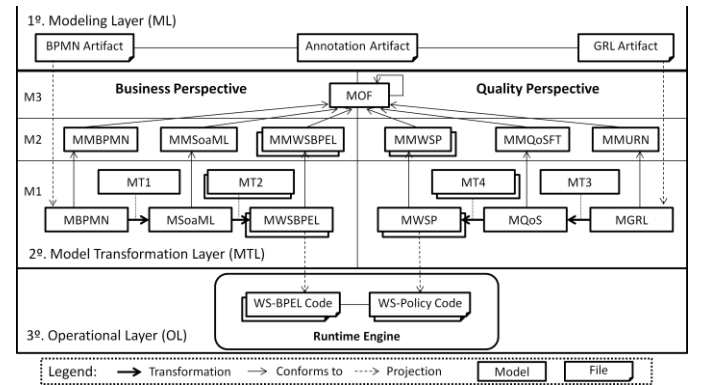 1º. Modeling Layer (ML)
BPMN Artifact
Annotation Artifact
GRL Artifact
Business Perspective
Quality Perspective
M3
MOF
M2
MMBPMN
MMSoaML
MMWSBPEL
MMWSP
MMQoSFT
MMURN
M1
MT1
MT2
MT4
MT3
MBPMN
MSoaML
MWSBPEL
MWSP
MQoS
MGRL
2º. Model Transformation Layer (MTL)
WS-BPEL Code
WS-Policy Code
3º. Operational Layer (OL)
Runtime Engine
Legend:
Transformation
Conforms to
Projection
Model
File